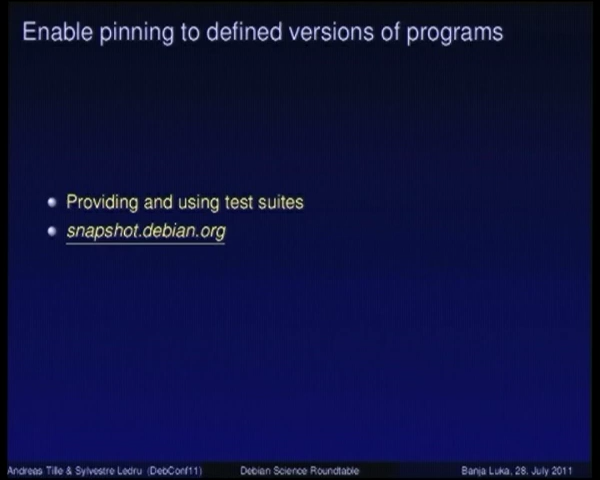 Enable pinning to defined versions of programs
Providing and using test suites
snapshot.debian.org
Andreas Tille & Sylvestre Ledru (DebConf11) Debian Science Roundtable Banja Luka, 28. July 2011